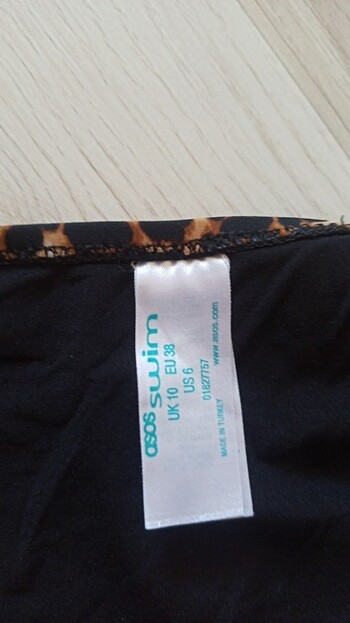 asos swim
UK 10 EU 38
US 6
01827757
www.asos.com
MADE IN TURKEY